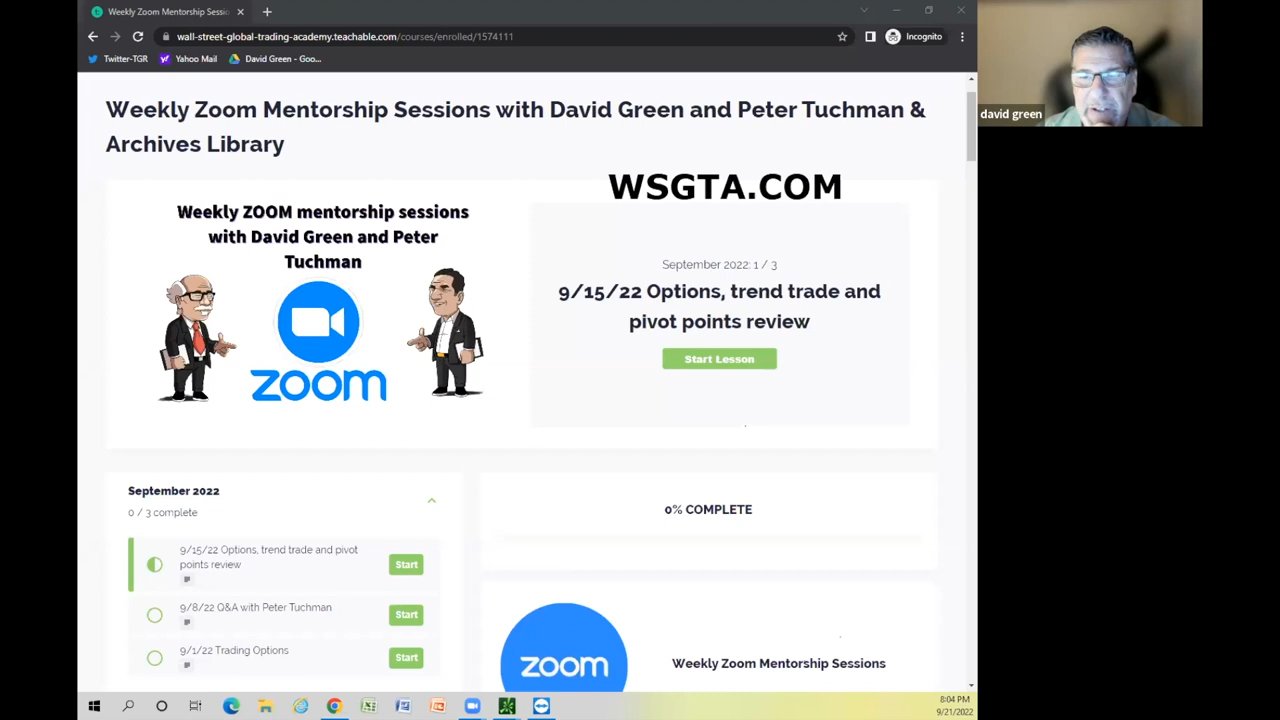 Weekly Zoom Mentorship Sessio
wall-street-global-trading-academy.teachable.com/courses/enrolled/1574111
Incognito
Twitter-TGR
Yahoo Mail
David Green - Goo...
david green
Weekly Zoom Mentorship Sessions with David Green and Peter Tuchman &
Archives Library
WSGTA.COM
Weekly ZOOM mentorship sessions
with David Green and Peter
Tuchman
zoom
September 2022: 1 / 3
9/15/22 Options, trend trade and
pivot points review
Start Lesson
September 2022
0 / 3 complete
9/15/22 Options, trend trade and pivot
points review
Start
9/8/22 Q&A with Peter Tuchman
Start
9/1/22 Trading Options
Start
0% COMPLETE
zoom
Weekly Zoom Mentorship Sessions
8:04 PM
9/21/2022